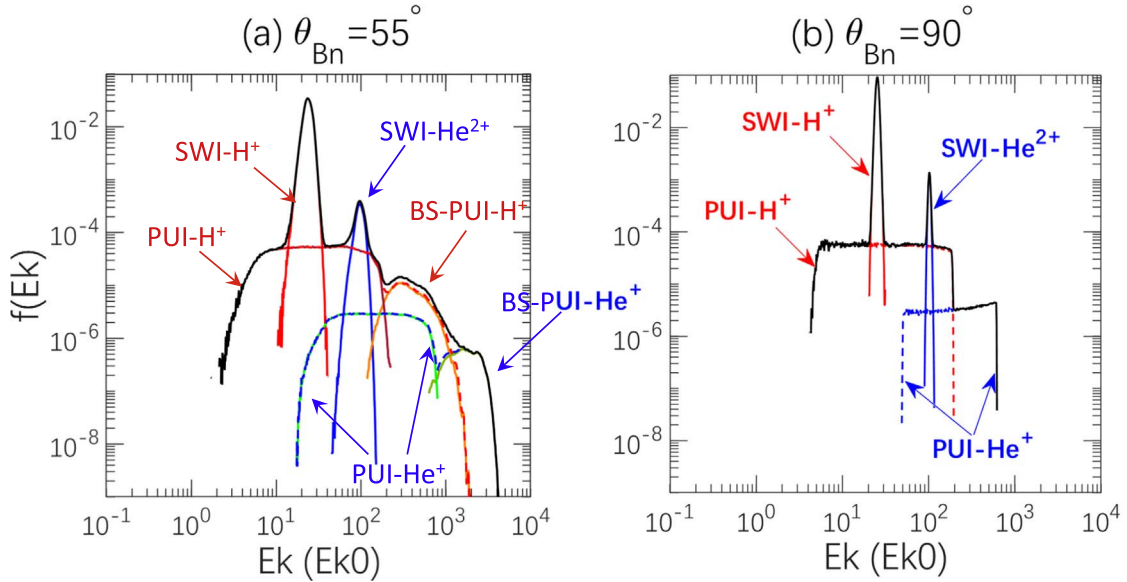 (a) θBn=55°
(b) θBn=90°
SWI-H⁺
SWI-He²⁺
PUI-H⁺
BS-PUI-H⁺
BS-PUI-He⁺
PUI-He⁺
f(Ek)
10⁻²
10⁻⁴
10⁻⁶
10⁻⁸
10⁻¹ 10⁰ 10¹ 10² 10³ 10⁴
Ek (Ek0)
SWI-H⁺
SWI-He²⁺
PUI-H⁺
PUI-He⁺
10⁻²
10⁻⁴
10⁻⁶
10⁻⁸
10⁻¹ 10⁰ 10¹ 10² 10³ 10⁴
Ek (Ek0)